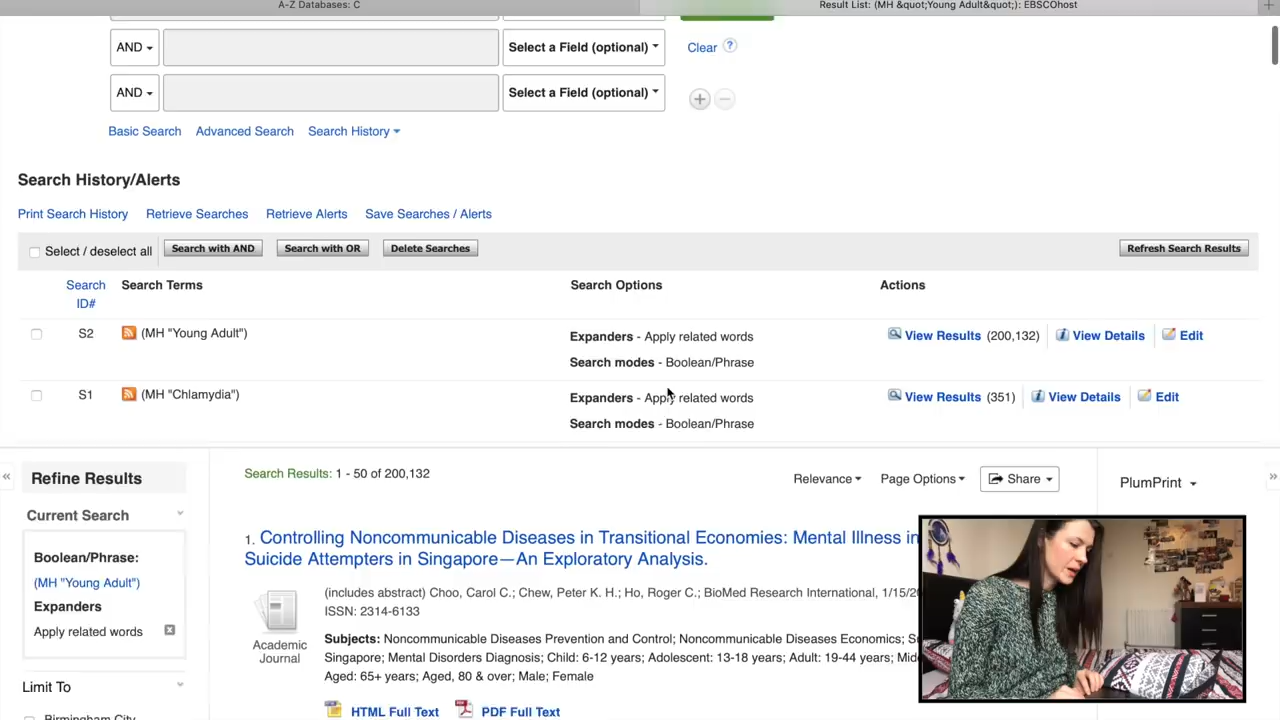 A-Z Databases: C
Result List: (MH &quot;Young Adult&quot;): EBSCOhost
AND
Select a Field (optional)
Clear ?
AND
Select a Field (optional)
Basic Search Advanced Search Search History
Search History/Alerts
Print Search History Retrieve Searches Retrieve Alerts Save Searches / Alerts
Select / deselect all Search with AND Search with OR Delete Searches Refresh Search Results
Search ID# Search Terms Search Options Actions
S2 (MH "Young Adult") Expanders - Apply related words View Results (200,132) View Details Edit
Search modes - Boolean/Phrase
S1 (MH "Chlamydia") Expanders - Apply related words View Results (351) View Details Edit
Search modes - Boolean/Phrase
Refine Results
Current Search
Boolean/Phrase:
(MH "Young Adult")
Expanders
Apply related words
Limit To
Birmingham City
Search Results: 1 - 50 of 200,132
Relevance Page Options Share
PlumPrint
1. Controlling Noncommunicable Diseases in Transitional Economies: Mental Illness in
Suicide Attempters in Singapore—An Exploratory Analysis.
(includes abstract) Choo, Carol C.; Chew, Peter K. H.; Ho, Roger C.; BioMed Research International, 1/15/20
ISSN: 2314-6133
Academic
Journal
Subjects: Noncommunicable Diseases Prevention and Control; Noncommunicable Diseases Economics; Su
Singapore; Mental Disorders Diagnosis; Child: 6-12 years; Adolescent: 13-18 years; Adult: 19-44 years; Midd
Aged: 65+ years; Aged, 80 & over; Male; Female
HTML Full Text PDF Full Text